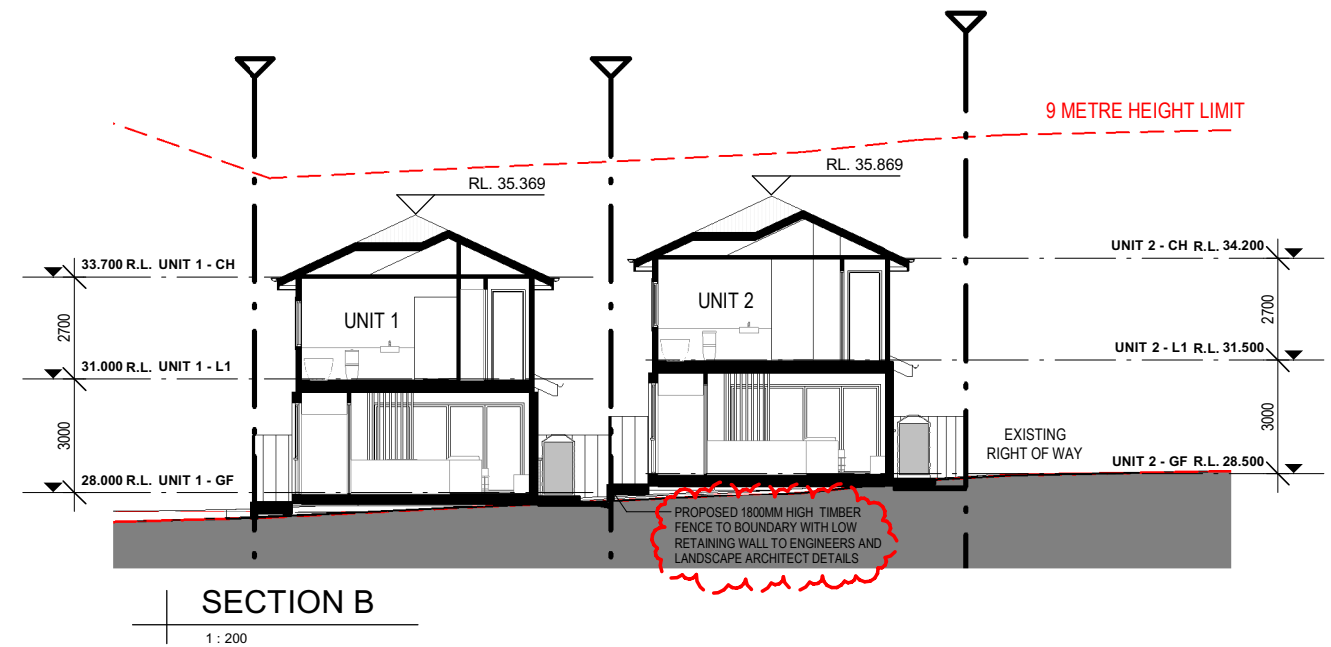 9 METRE HEIGHT LIMIT
RL. 35.369
RL. 35.869
33.700 R.L. UNIT 1 - CH
UNIT 2 - CH R.L. 34.200
2700
2700
UNIT 1
UNIT 2
31.000 R.L. UNIT 1 - L1
UNIT 2 - L1 R.L. 31.500
3000
3000
EXISTING
RIGHT OF WAY
28.000 R.L. UNIT 1 - GF
UNIT 2 - GF R.L. 28.500
PROPOSED 1800MM HIGH TIMBER
FENCE TO BOUNDARY WITH LOW
RETAINING WALL TO ENGINEERS AND
LANDSCAPE ARCHITECT DETAILS
SECTION B
1 : 200